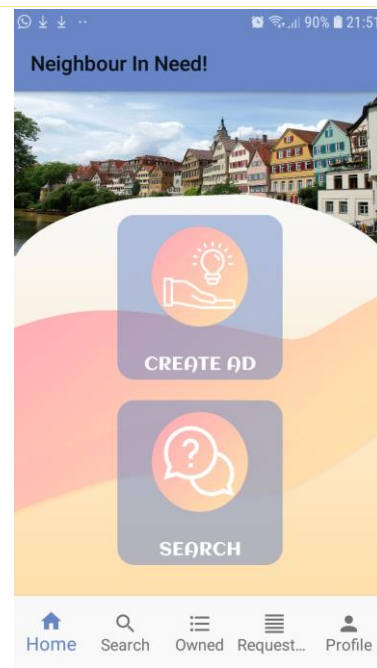 90% 21:51
Neighbour In Need!
CREATE AD
?
SEARCH
Home Search Owned Request... Profile